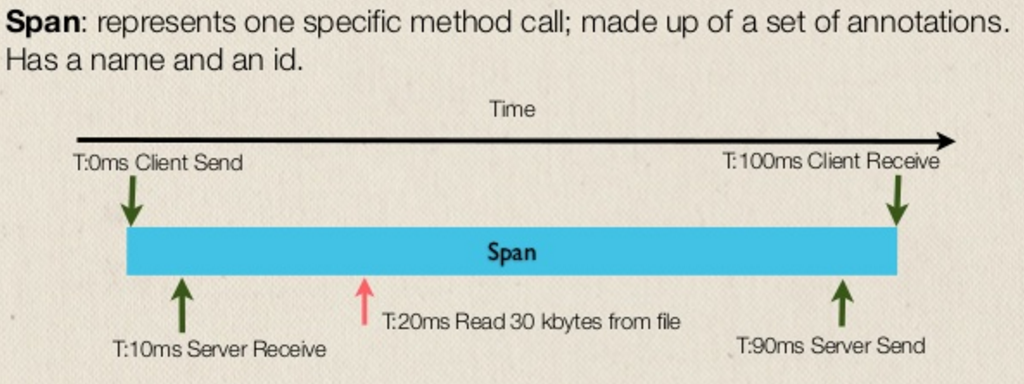 Span: represents one specific method call; made up of a set of annotations.
Has a name and an id.
Time
T:0ms Client Send
T:100ms Client Receive
Span
T:20ms Read 30 kbytes from file
T:10ms Server Receive
T:90ms Server Send